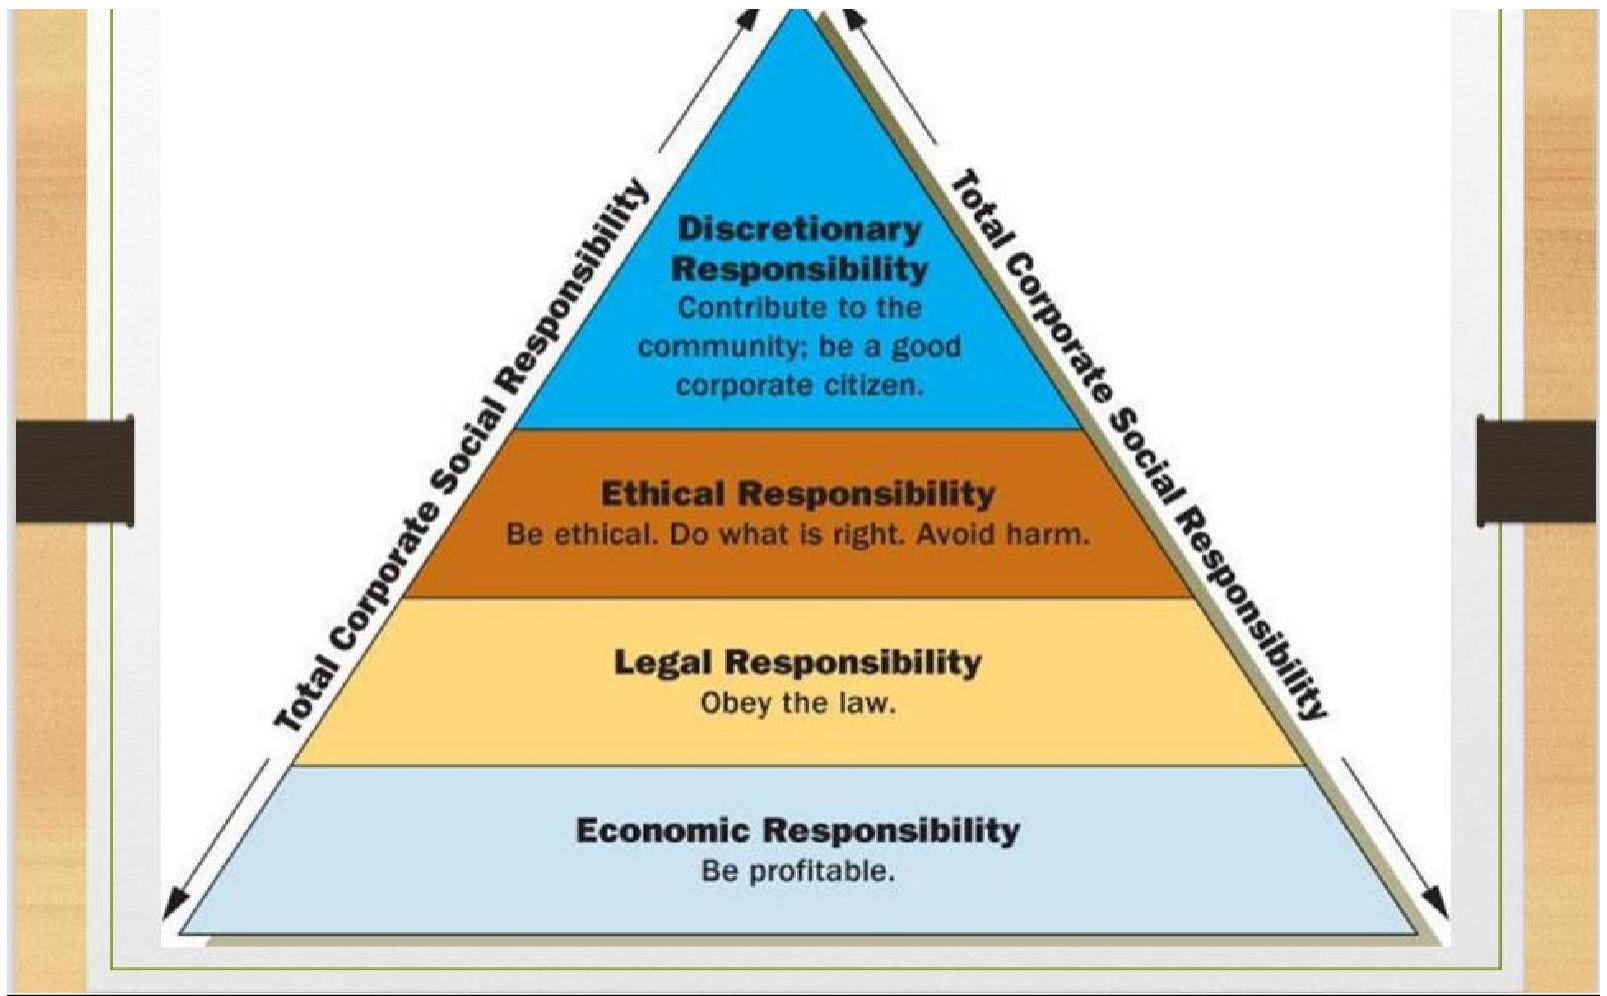 Total Corporate Social Responsibility
Total Corporate Social Responsibility
Discretionary
Responsibility
Contribute to the
community; be a good
corporate citizen.
Ethical Responsibility
Be ethical. Do what is right. Avoid harm.
Legal Responsibility
Obey the law.
Economic Responsibility
Be profitable.